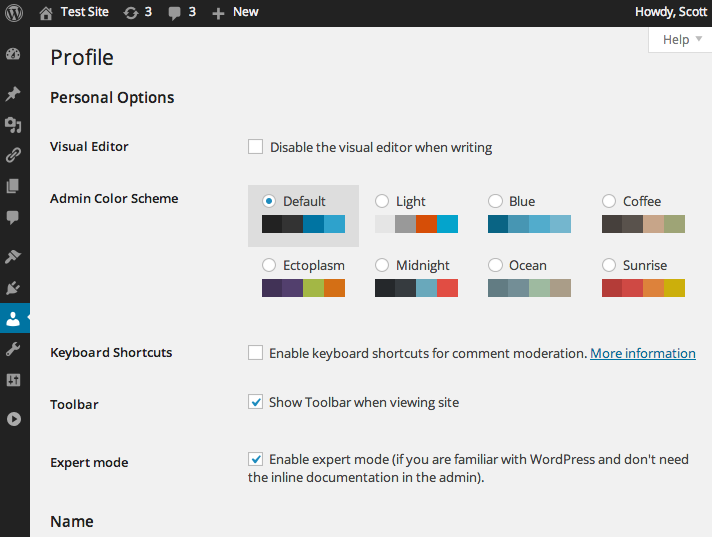 Test Site 3 3 New Howdy, Scott
Help
Profile
Personal Options
Visual Editor Disable the visual editor when writing
Admin Color Scheme Default Light Blue Coffee
Ectoplasm Midnight Ocean Sunrise
Keyboard Shortcuts Enable keyboard shortcuts for comment moderation. More information
Toolbar Show Toolbar when viewing site
Expert mode Enable expert mode (if you are familiar with WordPress and don't need
the inline documentation in the admin).
Name